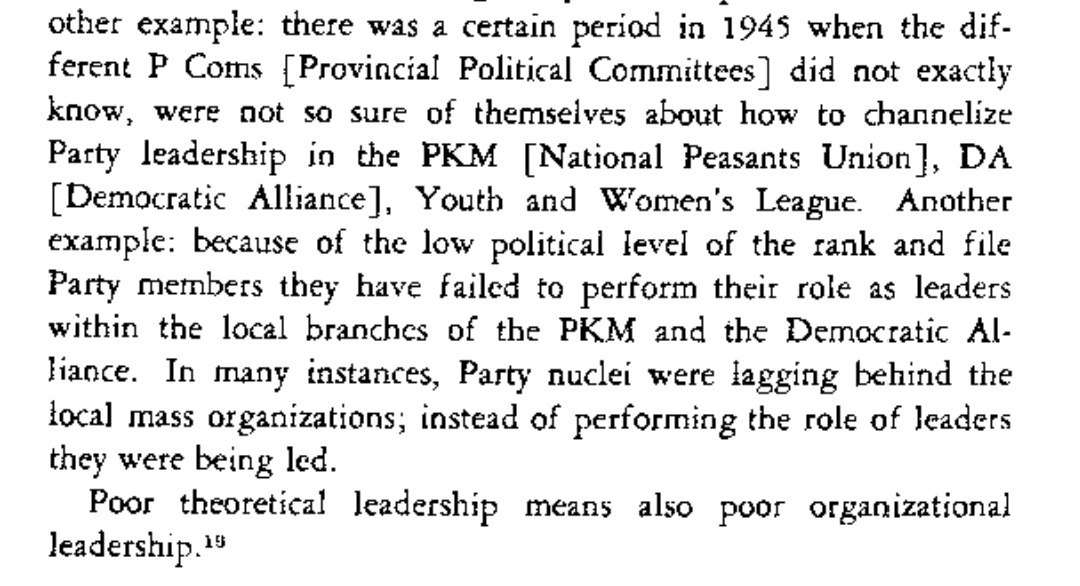 other example: there was a certain period in 1945 when the dif-
ferent P Coms [Provincial Political Committees] did not exactly
know, were not so sure of themselves about how to channelize
Party leadership in the PKM [National Peasants Union], DA
[Democratic Alliance], Youth and Women's League. Another
example: because of the low political level of the rank and file
Party members they have failed to perform their role as leaders
within the local branches of the PKM and the Democratic Al-
liance. In many instances, Party nuclei were lagging behind the
local mass organizations; instead of performing the role of leaders
they were being led.
Poor theoretical leadership means also poor organizational
leadership.¹⁹